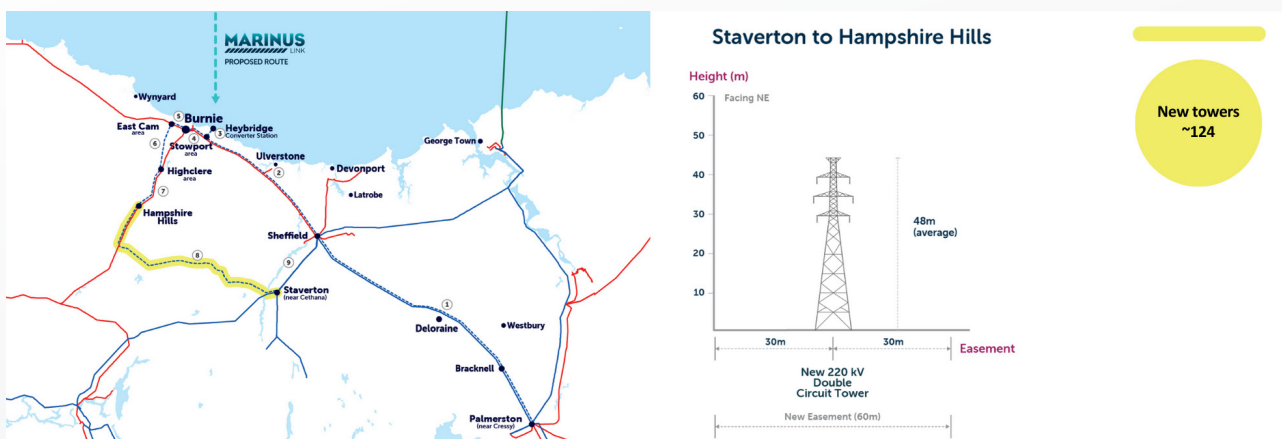 MARINUS
LINK
PROPOSED ROUTE
Wynyard
5
Burnie
East Cam
area
4
3
Heybridge
Converter Station
Stowport
area
6
Ulverstone
2
George Town
Highclere
area
Devonport
7
Latrobe
Hampshire
Hills
Sheffield
8
9
Staverton
(near Cethana)
1
Deloraine
Westbury
Bracknell
Palmerston
(near Cressy)
Staverton to Hampshire Hills
Height (m)
Facing NE
60
50
40
30
20
10
48m
(average)
30m
30m
Easement
New 220 kV
Double
Circuit Tower
New Easement (60m)
New towers
~124